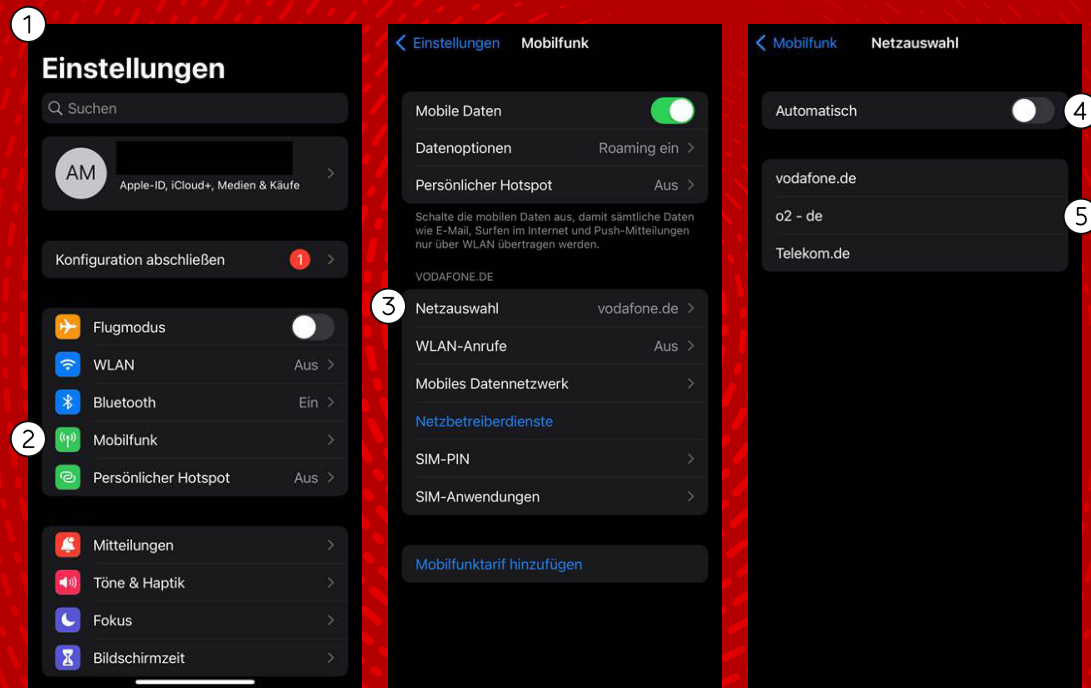 1
Einstellungen
Suchen
AM
Apple-ID, iCloud+, Medien & Käufe
Konfiguration abschließen 1
Flugmodus
WLAN Aus
Bluetooth Ein
2 Mobilfunk
Persönlicher Hotspot Aus
Mitteilungen
Töne & Haptik
Fokus
Bildschirmzeit
Einstellungen Mobilfunk
Mobile Daten
Datenoptionen Roaming ein
Persönlicher Hotspot Aus
Schalte die mobilen Daten aus, damit sämtliche Daten
wie E-Mail, Surfen im Internet und Push-Mitteilungen
nur über WLAN übertragen werden.
VODAFONE.DE
3 Netzauswahl vodafone.de
WLAN-Anrufe Aus
Mobiles Datennetzwerk
Netzbetreiberdienste
SIM-PIN
SIM-Anwendungen
Mobilfunktarif hinzufügen
Mobilfunk Netzauswahl
Automatisch 4
vodafone.de
o2 - de 5
Telekom.de